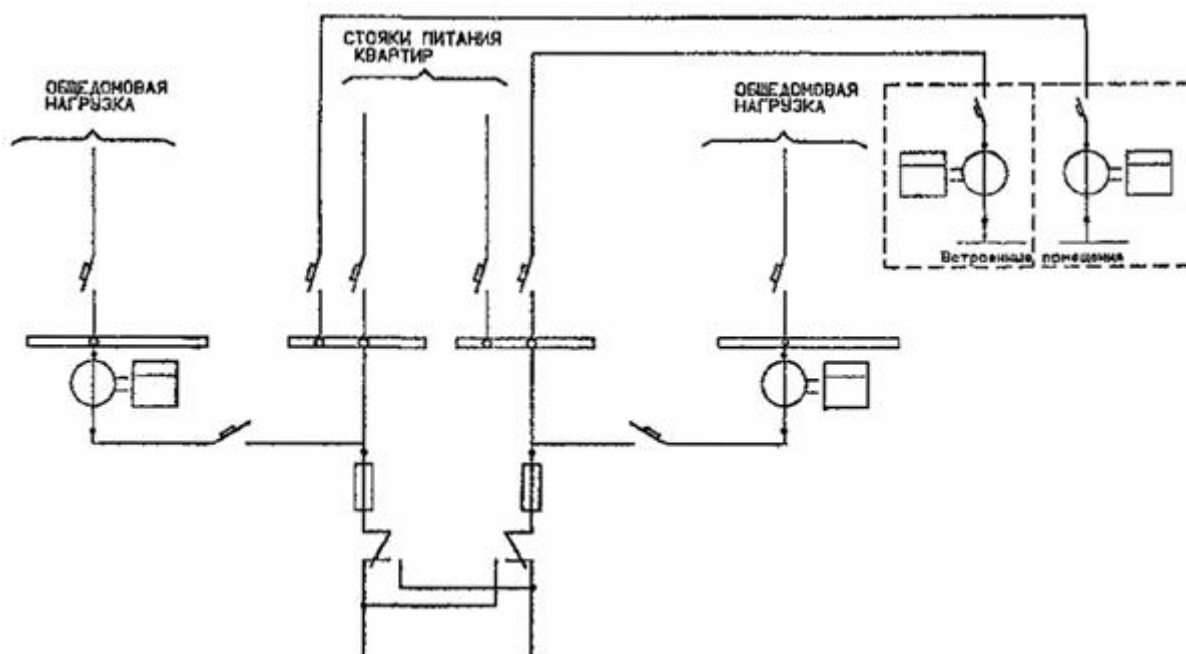 СТОЯКИ ПИТАНИЯ
КВАРТИР
ОБЩЕДОМОВАЯ
НАГРУЗКА
ОБЩЕДОМОВАЯ
НАГРУЗКА
Встроенные помещения